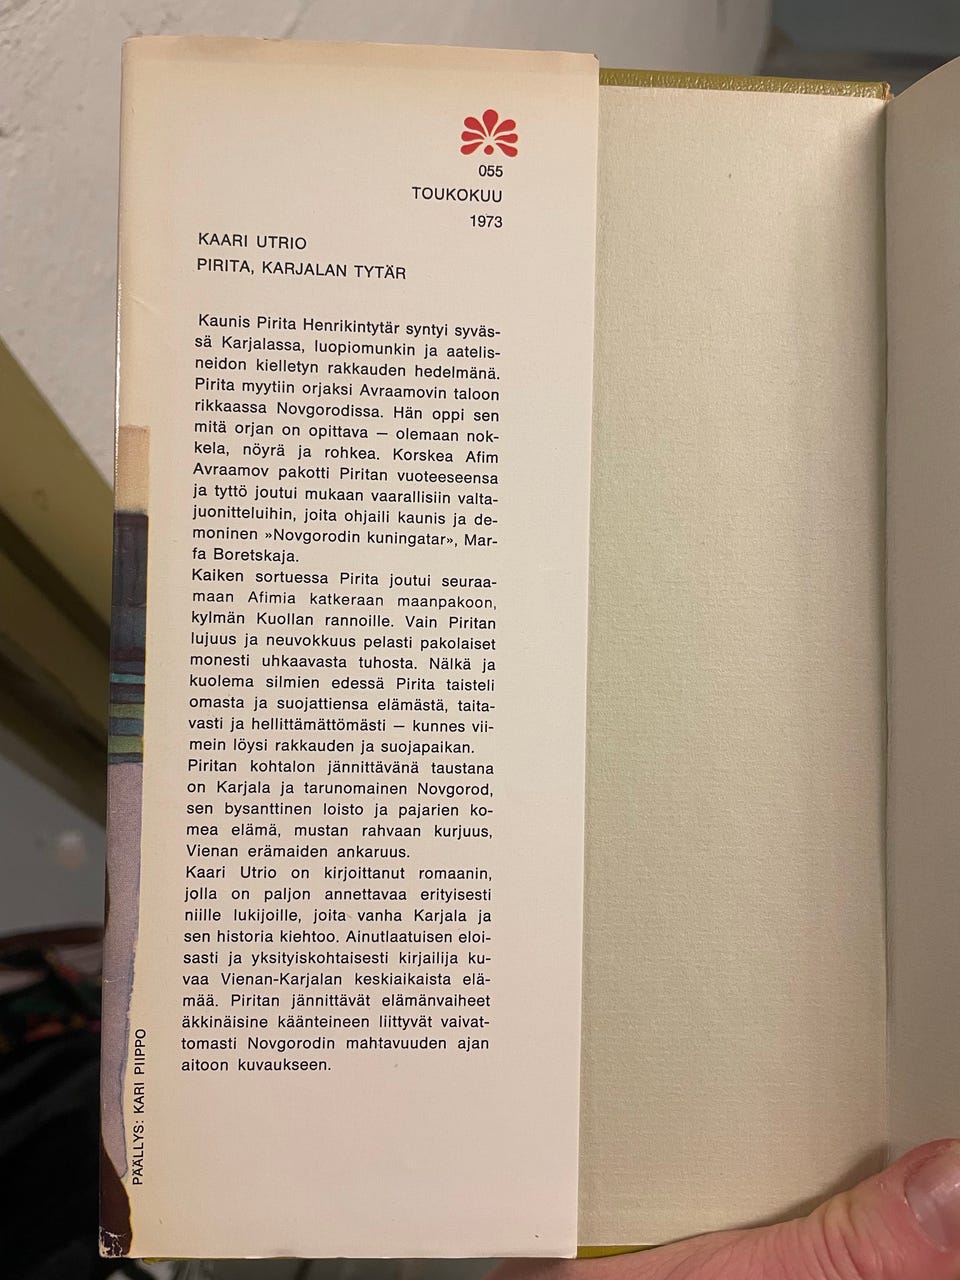 055
TOUKOKUU
1973
KAARI UTRIO
PIRITA, KARJALAN TYTÄR
Kaunis Pirita Henrikintytär syntyi syväs-
sä Karjalassa, luopiomunkin ja aatelis-
neidon kielletyn rakkauden hedelmänä.
Pirita myytiin orjaksi Avraamovin taloon
rikkaassa Novgorodissa. Hän oppi sen
mitä orjan on opittava — olemaan nok-
kela, nöyrä ja rohkea. Korskea Afim
Avraamov pakotti Piritan vuoteeseensa
ja tyttö joutui mukaan vaarallisiin valta-
juonitteluihin, joita ohjaili kaunis ja de-
moninen »Novgorodin kuningatar», Mar-
fa Boretskaja.
Kaiken sortuessa Pirita joutui seuraa-
maan Afimia katkeraan maanpakoon,
kylmän Kuollan rannoille. Vain Piritan
lujuus ja neuvokkuus pelasti pakolaiset
monesti uhkaavasta tuhosta. Nälkä ja
kuolema silmien edessä Pirita taisteli
omasta ja suojattiensa elämästä, taita-
vasti ja hellittämättömästi — kunnes vii-
mein löysi rakkauden ja suojapaikan.
Piritan kohtalon jännittävänä taustana
on Karjala ja tarunomainen Novgorod,
sen bysanttinen loisto ja pajarien ko-
mea elämä, mustan rahvaan kurjuus,
Vienan erämaiden ankaruus.
Kaari Utrio on kirjoittanut romaanin,
jolla on paljon annettavaa erityisesti
niille lukijoille, joita vanha Karjala ja
sen historia kiehtoo. Ainutlaatuisen eloi-
sasti ja yksityiskohtaisesti kirjailija ku-
vaa Vienan-Karjalan keskiaikaista elä-
mää. Piritan jännittävät elämänvaiheet
äkkinäisine käänteineen liittyvät vaivat-
tomasti Novgorodin mahtavuuden ajan
aitoon kuvaukseen.
PÄÄLLYS: KARI PIIPPO